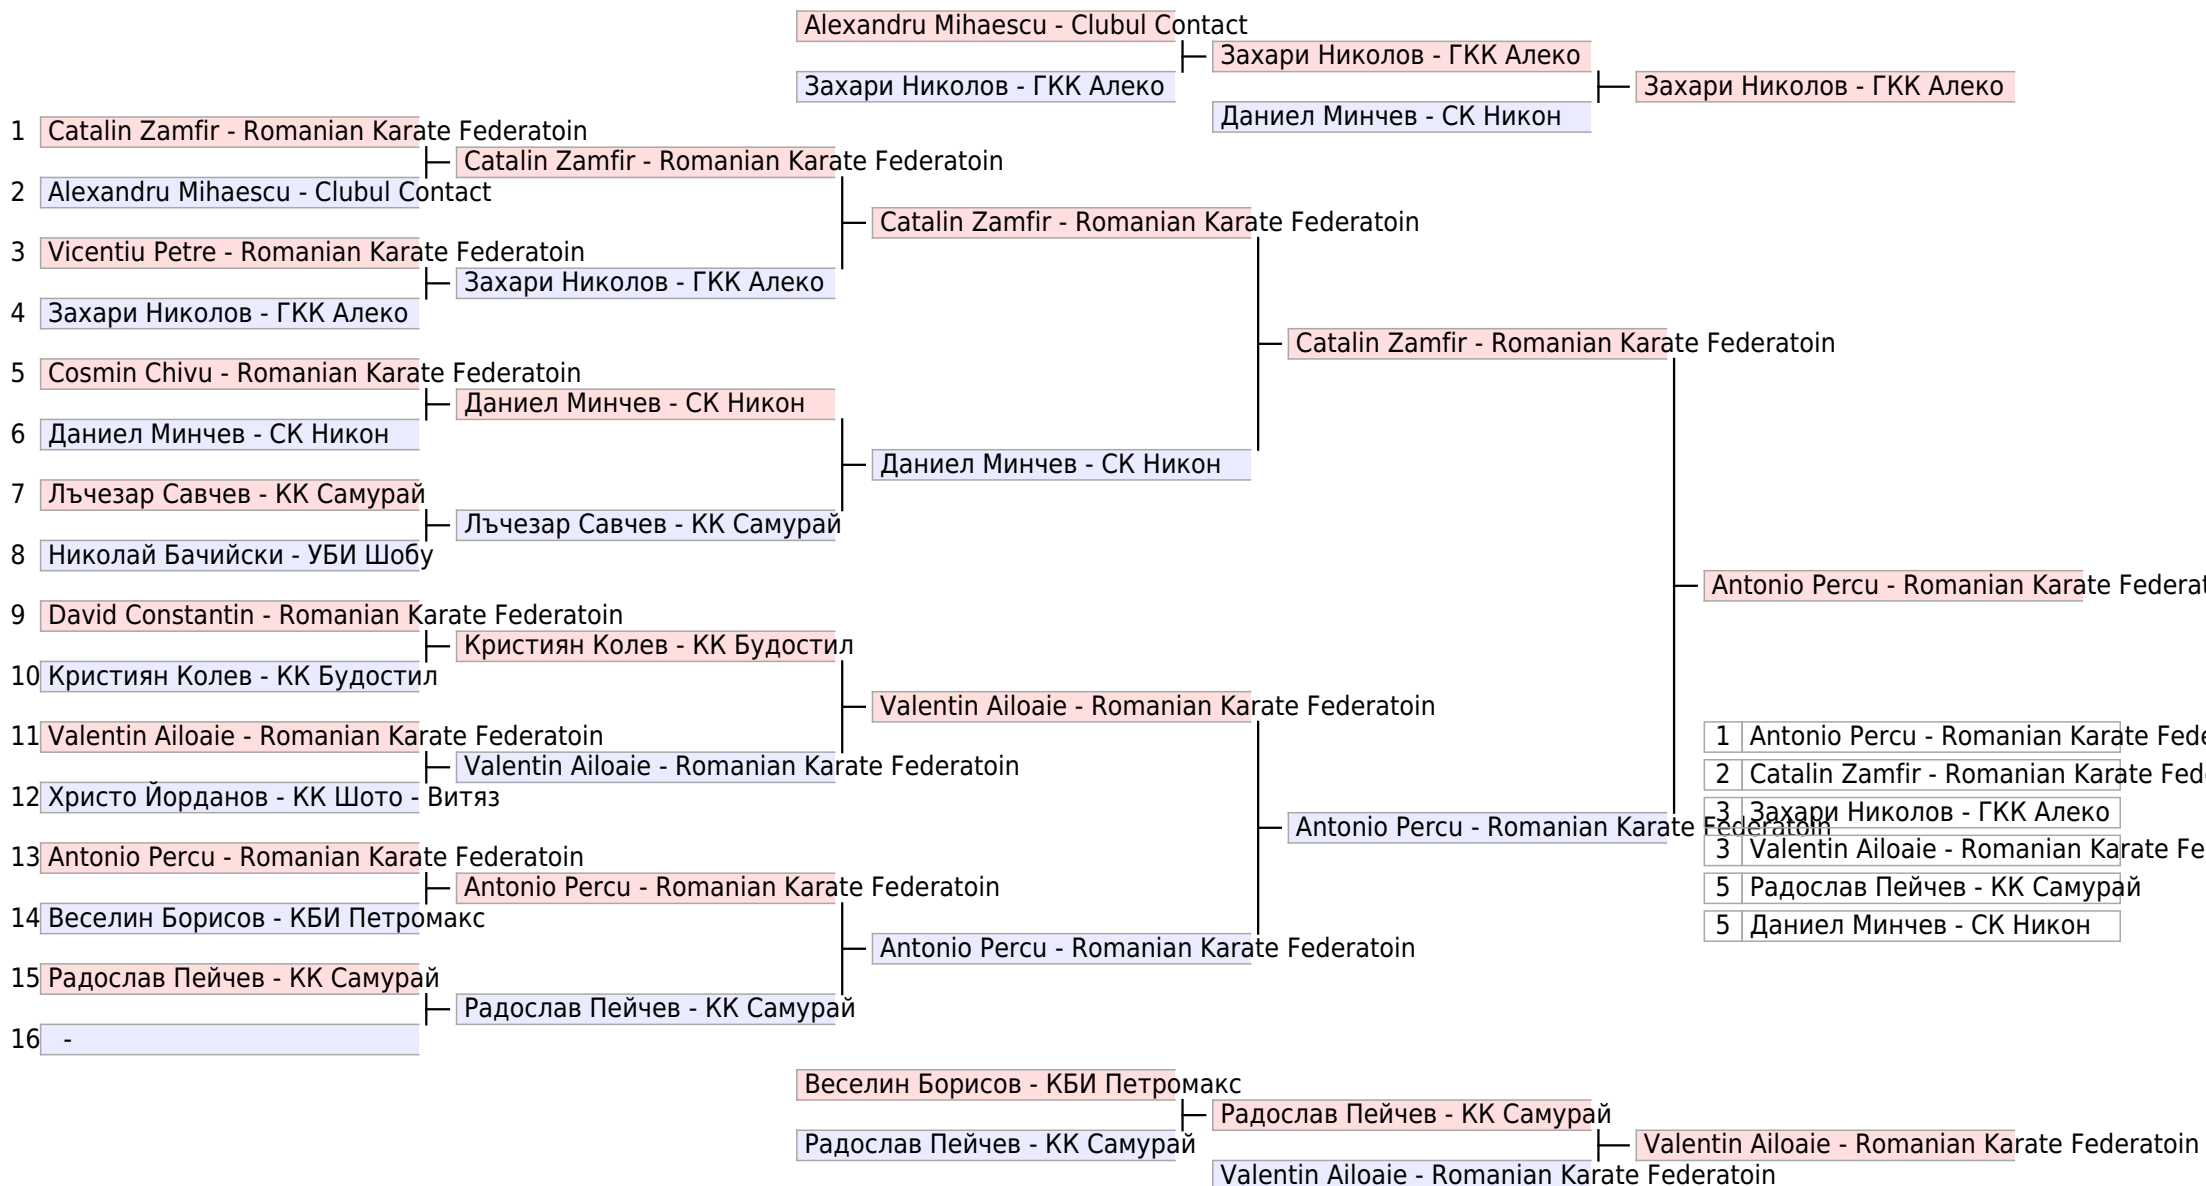 Alexandru Mihaescu - Clubul Contact
Захари Николов - ГКК Алеко
Захари Николов - ГКК Алеко
Захари Николов - ГКК Алеко
Даниел Минчев - СК Никон
1 Catalin Zamfir - Romanian Karate Federatoin
Catalin Zamfir - Romanian Karate Federatoin
2 Alexandru Mihaescu - Clubul Contact
Catalin Zamfir - Romanian Karate Federatoin
3 Vicentiu Petre - Romanian Karate Federatoin
Захари Николов - ГКК Алеко
4 Захари Николов - ГКК Алеко
Catalin Zamfir - Romanian Karate Federatoin
5 Cosmin Chivu - Romanian Karate Federatoin
Даниел Минчев - СК Никон
6 Даниел Минчев - СК Никон
Даниел Минчев - СК Никон
7 Лъчезар Савчев - КК Самурай
Лъчезар Савчев - КК Самурай
8 Николай Бачийски - УБИ Шобу
Antonio Percu - Romanian Karate Federat
9 David Constantin - Romanian Karate Federatoin
Кристиян Колев - КК Будостил
10 Кристиян Колев - КК Будостил
Valentin Ailoaie - Romanian Karate Federatoin
11 Valentin Ailoaie - Romanian Karate Federatoin
1 Antonio Percu - Romanian Karate Fede
Valentin Ailoaie - Romanian Karate Federatoin
2 Catalin Zamfir - Romanian Karate Fed
12 Христо Йорданов - КК Шото - Витяз
3 Захари Николов - ГКК Алеко
Antonio Percu - Romanian Karate Federatoin
13 Antonio Percu - Romanian Karate Federatoin
3 Valentin Ailoaie - Romanian Karate Fe
Antonio Percu - Romanian Karate Federatoin
5 Радослав Пейчев - КК Самурай
14 Веселин Борисов - КБИ Петромакс
5 Даниел Минчев - СК Никон
Antonio Percu - Romanian Karate Federatoin
15 Радослав Пейчев - КК Самурай
Радослав Пейчев - КК Самурай
16 -
Веселин Борисов - КБИ Петромакс
Радослав Пейчев - КК Самурай
Радослав Пейчев - КК Самурай
Valentin Ailoaie - Romanian Karate Federatoin
Valentin Ailoaie - Romanian Karate Federatoin